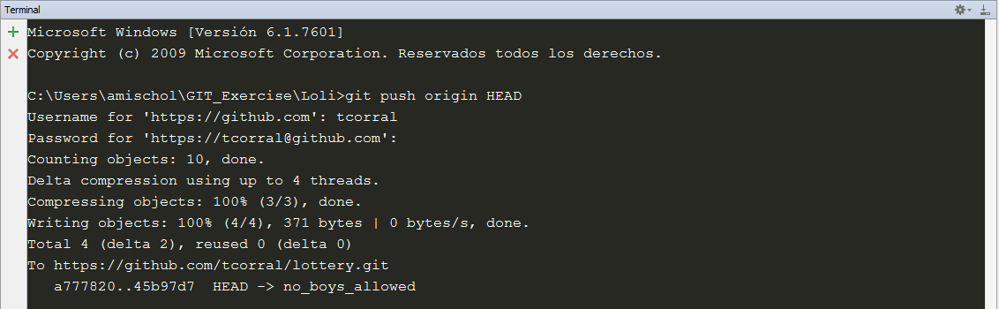 Terminal
Microsoft Windows [Versión 6.1.7601]
Copyright (c) 2009 Microsoft Corporation. Reservados todos los derechos.
C:\Users\amischol\GIT_Exercise\Loli>git push origin HEAD
Username for 'https://github.com': tcorral
Password for 'https://tcorral@github.com':
Counting objects: 10, done.
Delta compression using up to 4 threads.
Compressing objects: 100% (3/3), done.
Writing objects: 100% (4/4), 371 bytes | 0 bytes/s, done.
Total 4 (delta 2), reused 0 (delta 0)
To https://github.com/tcorral/lottery.git
   a777820..45b97d7  HEAD -> no_boys_allowed